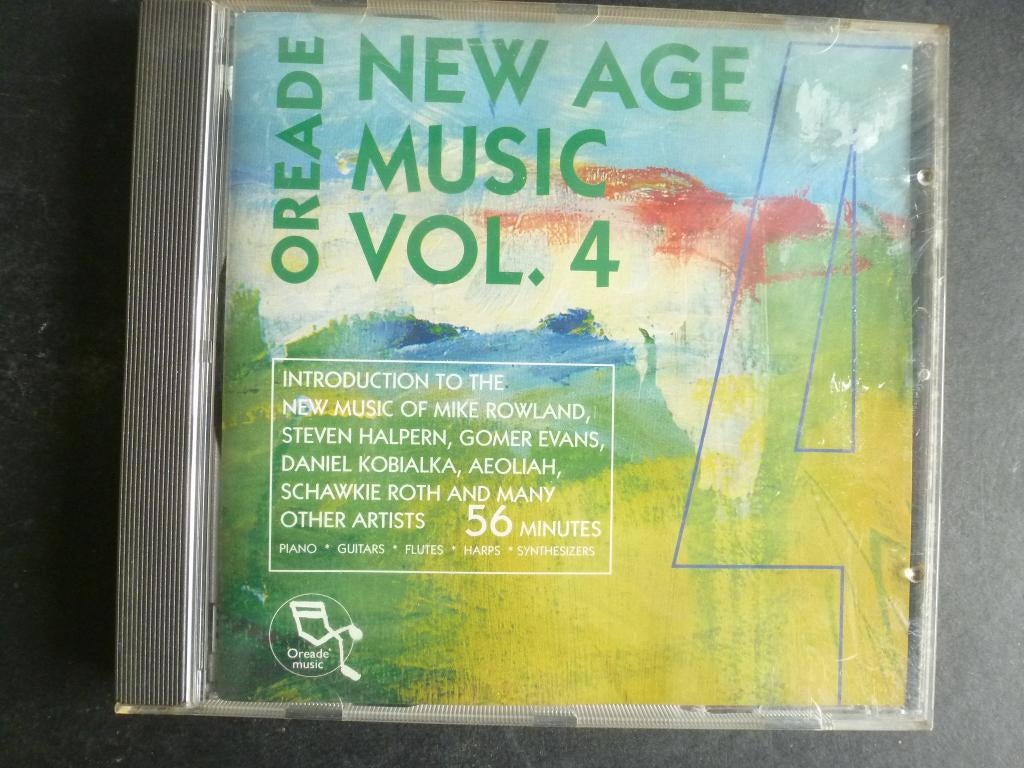 OREADE
NEW AGE
MUSIC
VOL. 4
INTRODUCTION TO THE
NEW MUSIC OF MIKE ROWLAND,
STEVEN HALPERN, GOMER EVANS,
DANIEL KOBIALKA, AEOLIAH,
SCHAWKIE ROTH AND MANY
OTHER ARTISTS 56 MINUTES
PIANO * GUITARS * FLUTES * HARPS * SYNTHESIZERS
Oreade®
music
4